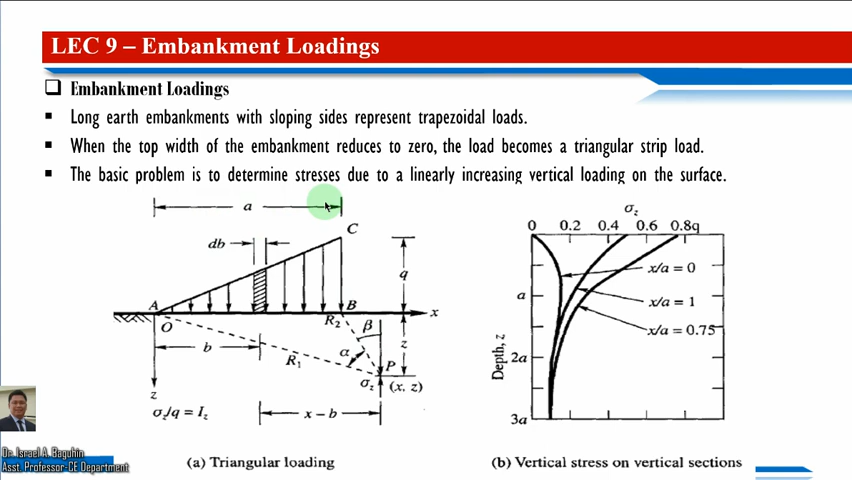 LEC 9 – Embankment Loadings
Embankment Loadings
Long earth embankments with sloping sides represent trapezoidal loads.
When the top width of the embankment reduces to zero, the load becomes a triangular strip load.
The basic problem is to determine stresses due to a linearly increasing vertical loading on the surface.
a
C
db
q
A
B
x
O
R₂
β
b
R₁
α
z
P
σz
(x, z)
z
σz/q = Iz
x – b
(a) Triangular loading
σz
0 0.2 0.4 0.6 0.8q
x/a = 0
a
x/a = 1
x/a = 0.75
Depth, z
2a
3a
(b) Vertical stress on vertical sections
Dr. Israel A. Baguhin
Asst. Professor-CE Department